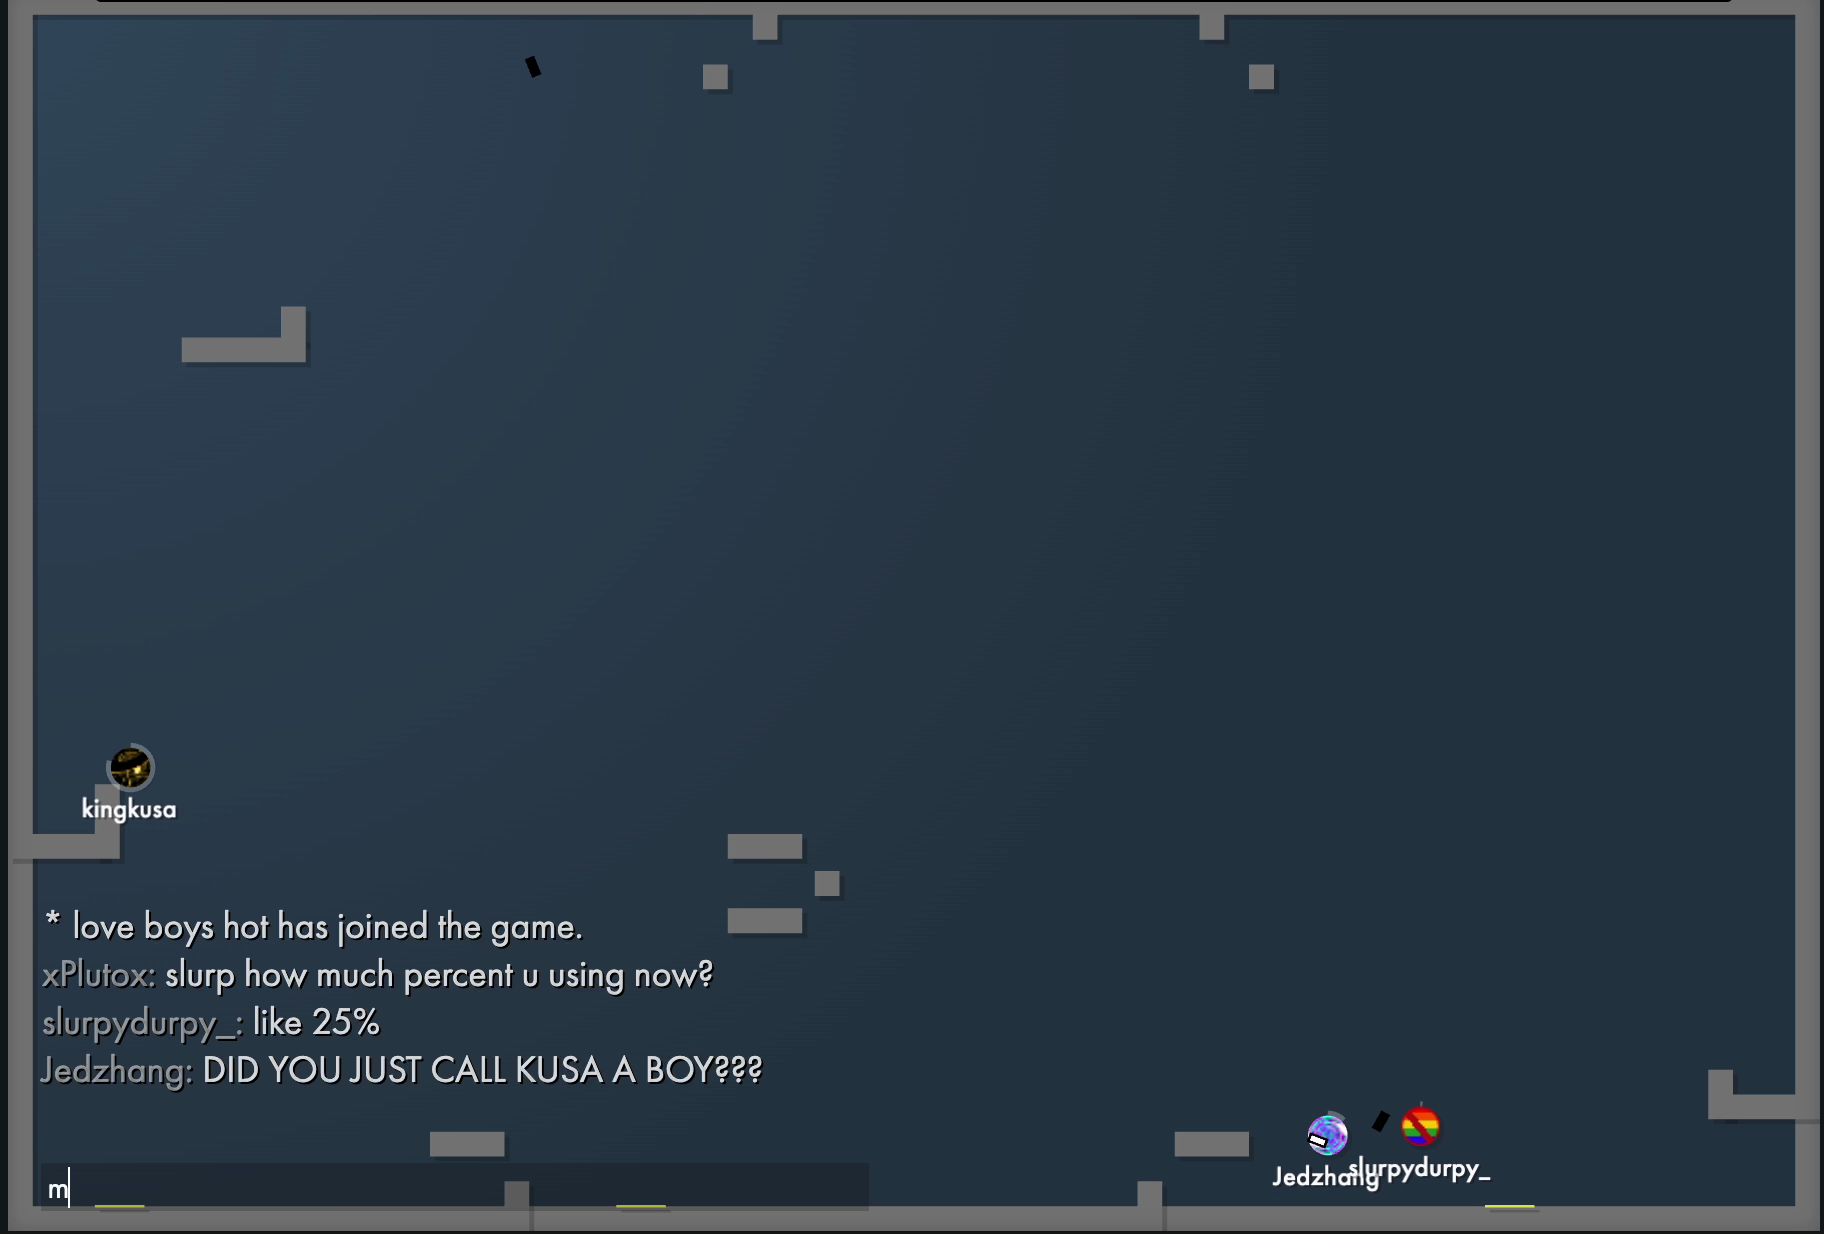 kingkusa
* love boys hot has joined the game.
xPlutox: slurp how much percent u using now?
slurpydurpy_: like 25%
Jedzhang: DID YOU JUST CALL KUSA A BOY???
Jedzhang
slurpydurpy_
m